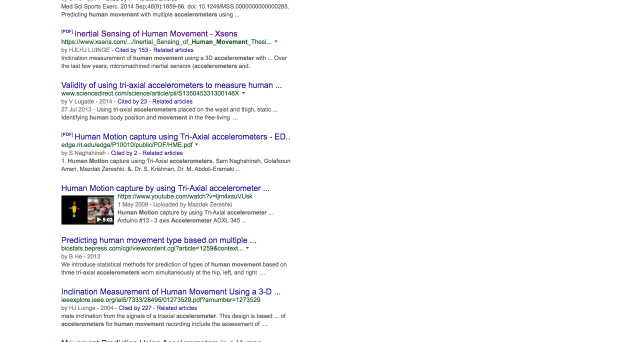 Med Sci Sports Exerc. 2014 Sep;46(9):1859-66. doi: 10.1249/MSS.0000000000000285.
Predicting human movement with multiple accelerometers using ...
[PDF] Inertial Sensing of Human Movement - Xsens
https://www.xsens.com/.../Inertial_Sensing_of_Human_Movement_Thesi...
by HJLHJ LUINGE - Cited by 153 - Related articles
Inclination measurement of human movement using a 3D accelerometer with ... Over
the last few years, micromachined inertial sensors (accelerometers and.
Validity of using tri-axial accelerometers to measure human ...
www.sciencedirect.com/science/article/pii/S135045331300146X
by V Lugade - 2014 - Cited by 23 - Related articles
27 Jul 2013 - Using tri-axial accelerometers placed on the waist and thigh, static ...
Identifying human body position and movement in the free-living ...
[PDF] Human Motion capture using Tri-Axial accelerometers - ED..
edge.rit.edu/edge/P10010/public/PDF/HME.pdf
by S Naghshineh - Cited by 2 - Related articles
1. Human Motion capture using Tri-Axial accelerometers. Sam Naghshineh, Golafsoun
Ameri, Mazdak Zereshki. &. Dr. S. Krishnan, Dr. M. Abdoli-Eramaki ...
Human Motion capture by using Tri-Axial accelerometer ...
https://www.youtube.com/watch?v=tjm4xsuVUsk
5:03
1 May 2009 - Uploaded by Mazdak Zereshki
Human Motion capture by using Tri-Axial accelerometer ...
Arduino #13 - 3 axis Accelerometer ADXL 345 ...
Predicting human movement type based on multiple ...
biostats.bepress.com/cgi/viewcontent.cgi?article=1259&context...
by B He - 2013
We introduce statistical methods for prediction of types of human movement based on
three tri-axial accelerometers worn simultaneously at the hip, left, and right ...
Inclination Measurement of Human Movement Using a 3-D ...
ieeexplore.ieee.org/iel5/7333/28495/01273529.pdf?arnumber=1273529
by HJ Luinge - 2004 - Cited by 227 - Related articles
mate inclination from the signals of a triaxial accelerometer. This design is based ... of
accelerometers for human movement recording include the assessment of ...
Movement Prediction Using Accelerometers in a Human